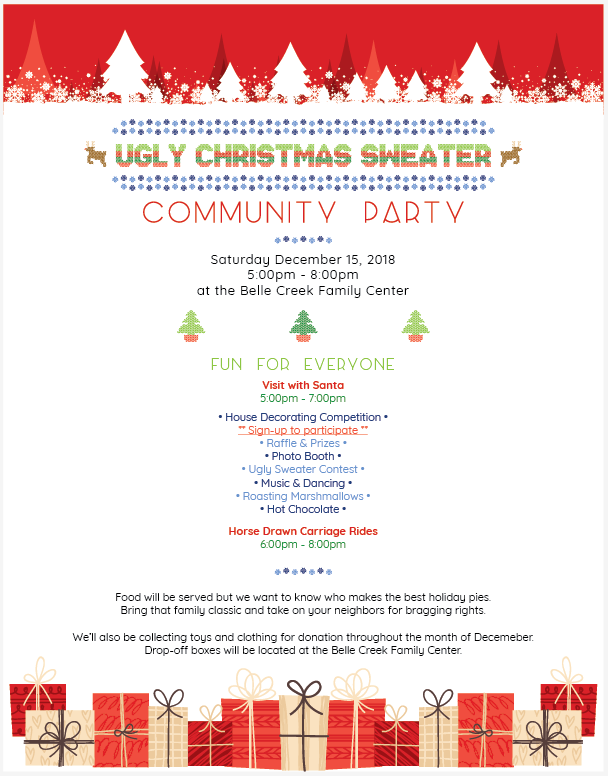 UGLY CHRISTMAS SWEATER
COMMUNITY PARTY
Saturday December 15, 2018
5:00pm - 8:00pm
at the Belle Creek Family Center
FUN FOR EVERYONE
Visit with Santa
5:00pm - 7:00pm
• House Decorating Competition •
** Sign-up to participate **
• Raffle & Prizes •
• Photo Booth •
• Ugly Sweater Contest •
• Music & Dancing •
• Roasting Marshmallows •
• Hot Chocolate •
Horse Drawn Carriage Rides
6:00pm - 8:00pm
Food will be served but we want to know who makes the best holiday pies.
Bring that family classic and take on your neighbors for bragging rights.
We'll also be collecting toys and clothing for donation throughout the month of Decemeber.
Drop-off boxes will be located at the Belle Creek Family Center.